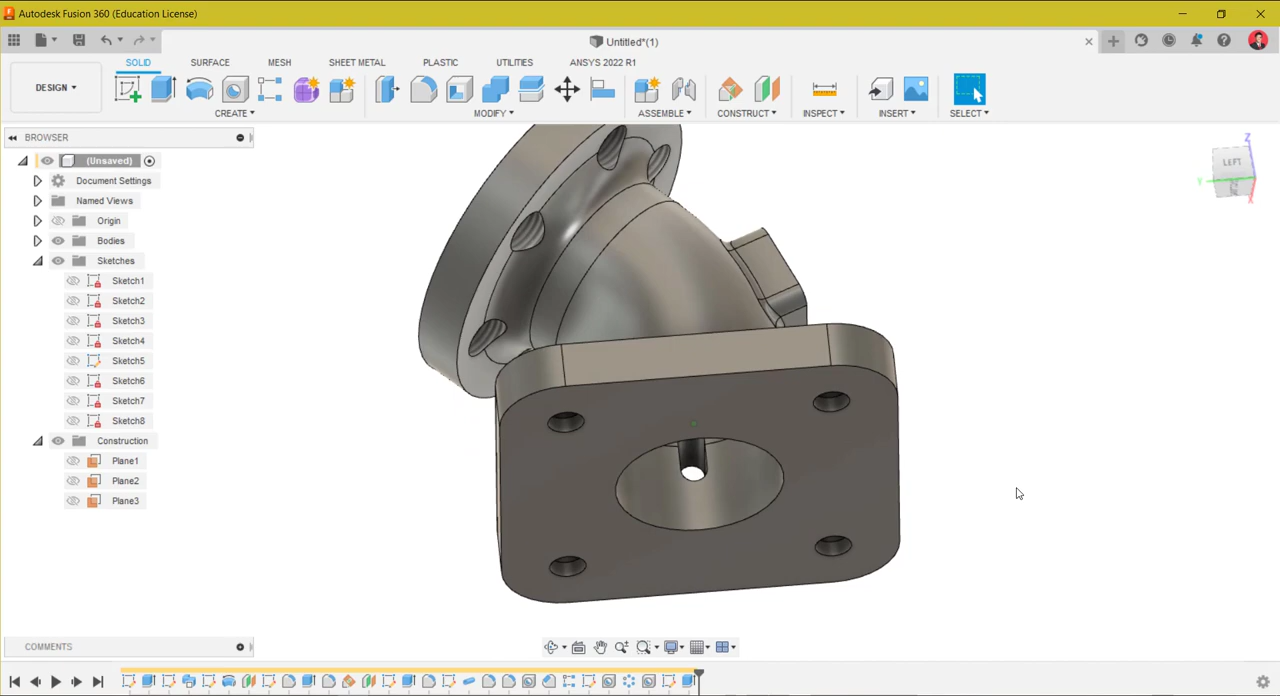 Autodesk Fusion 360 (Education License)
Untitled*(1)
DESIGN
SOLID SURFACE MESH SHEET METAL PLASTIC UTILITIES ANSYS 2022 R1
CREATE MODIFY ASSEMBLE CONSTRUCT INSPECT INSERT SELECT
BROWSER
(Unsaved)
Document Settings
Named Views
Origin
Bodies
Sketches
Sketch1
Sketch2
Sketch3
Sketch4
Sketch5
Sketch6
Sketch7
Sketch8
Construction
Plane1
Plane2
Plane3
Z
LEFT
Y
X
COMMENTS